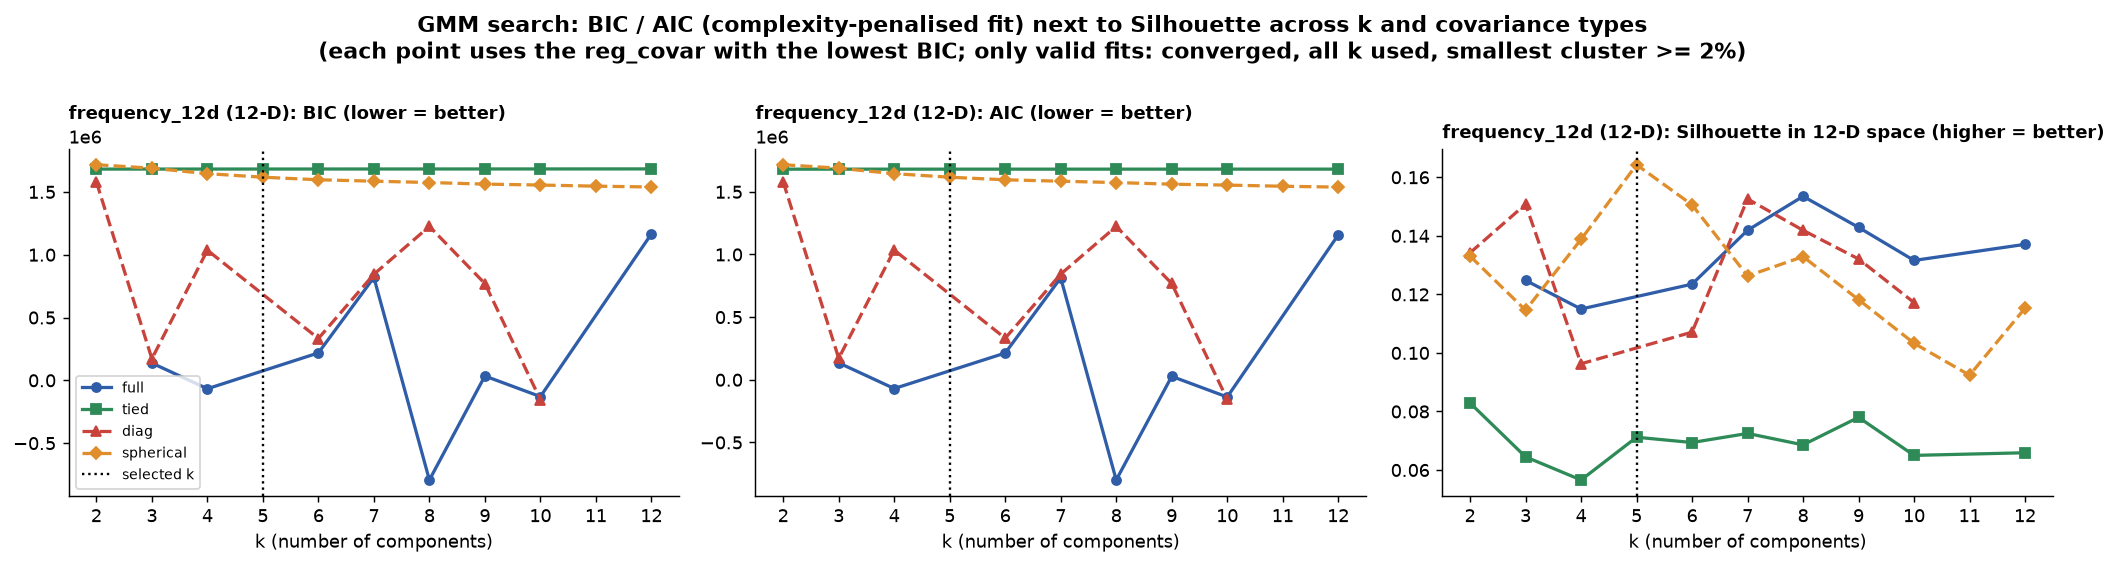 GMM search: BIC / AIC (complexity-penalised fit) next to Silhouette across k and covariance types
(each point uses the reg_covar with the lowest BIC; only valid fits: converged, all k used, smallest cluster >= 2%)
frequency_12d (12-D): BIC (lower = better)
1e6
1.5
1.0
0.5
0.0
−0.5
full
tied
diag
spherical
selected k
2 3 4 5 6 7 8 9 10 11 12
k (number of components)
frequency_12d (12-D): AIC (lower = better)
1e6
1.5
1.0
0.5
0.0
−0.5
2 3 4 5 6 7 8 9 10 11 12
k (number of components)
frequency_12d (12-D): Silhouette in 12-D space (higher = better)
0.16
0.14
0.12
0.10
0.08
0.06
2 3 4 5 6 7 8 9 10 11 12
k (number of components)